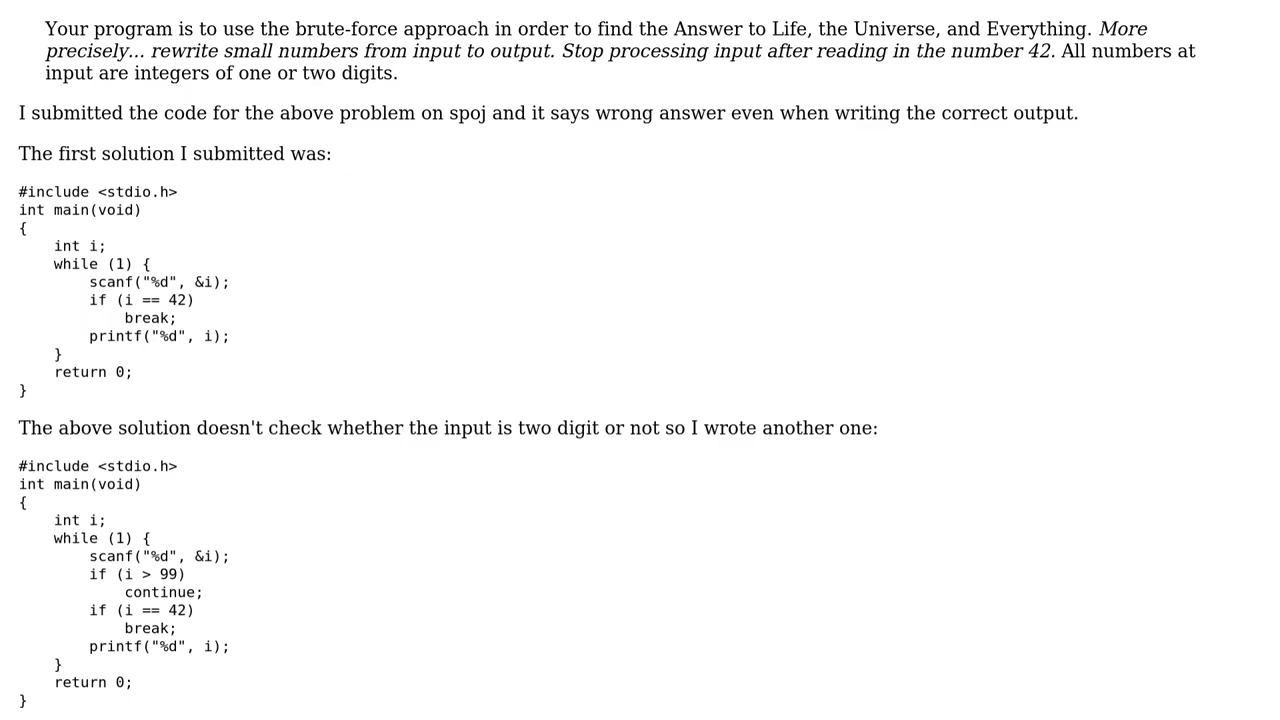 Your program is to use the brute-force approach in order to find the Answer to Life, the Universe, and Everything. More
precisely... rewrite small numbers from input to output. Stop processing input after reading in the number 42. All numbers at
input are integers of one or two digits.
I submitted the code for the above problem on spoj and it says wrong answer even when writing the correct output.
The first solution I submitted was:
#include <stdio.h>
int main(void)
{
    int i;
    while (1) {
        scanf("%d", &i);
        if (i == 42)
            break;
        printf("%d", i);
    }
    return 0;
}
The above solution doesn't check whether the input is two digit or not so I wrote another one:
#include <stdio.h>
int main(void)
{
    int i;
    while (1) {
        scanf("%d", &i);
        if (i > 99)
            continue;
        if (i == 42)
            break;
        printf("%d", i);
    }
    return 0;
}